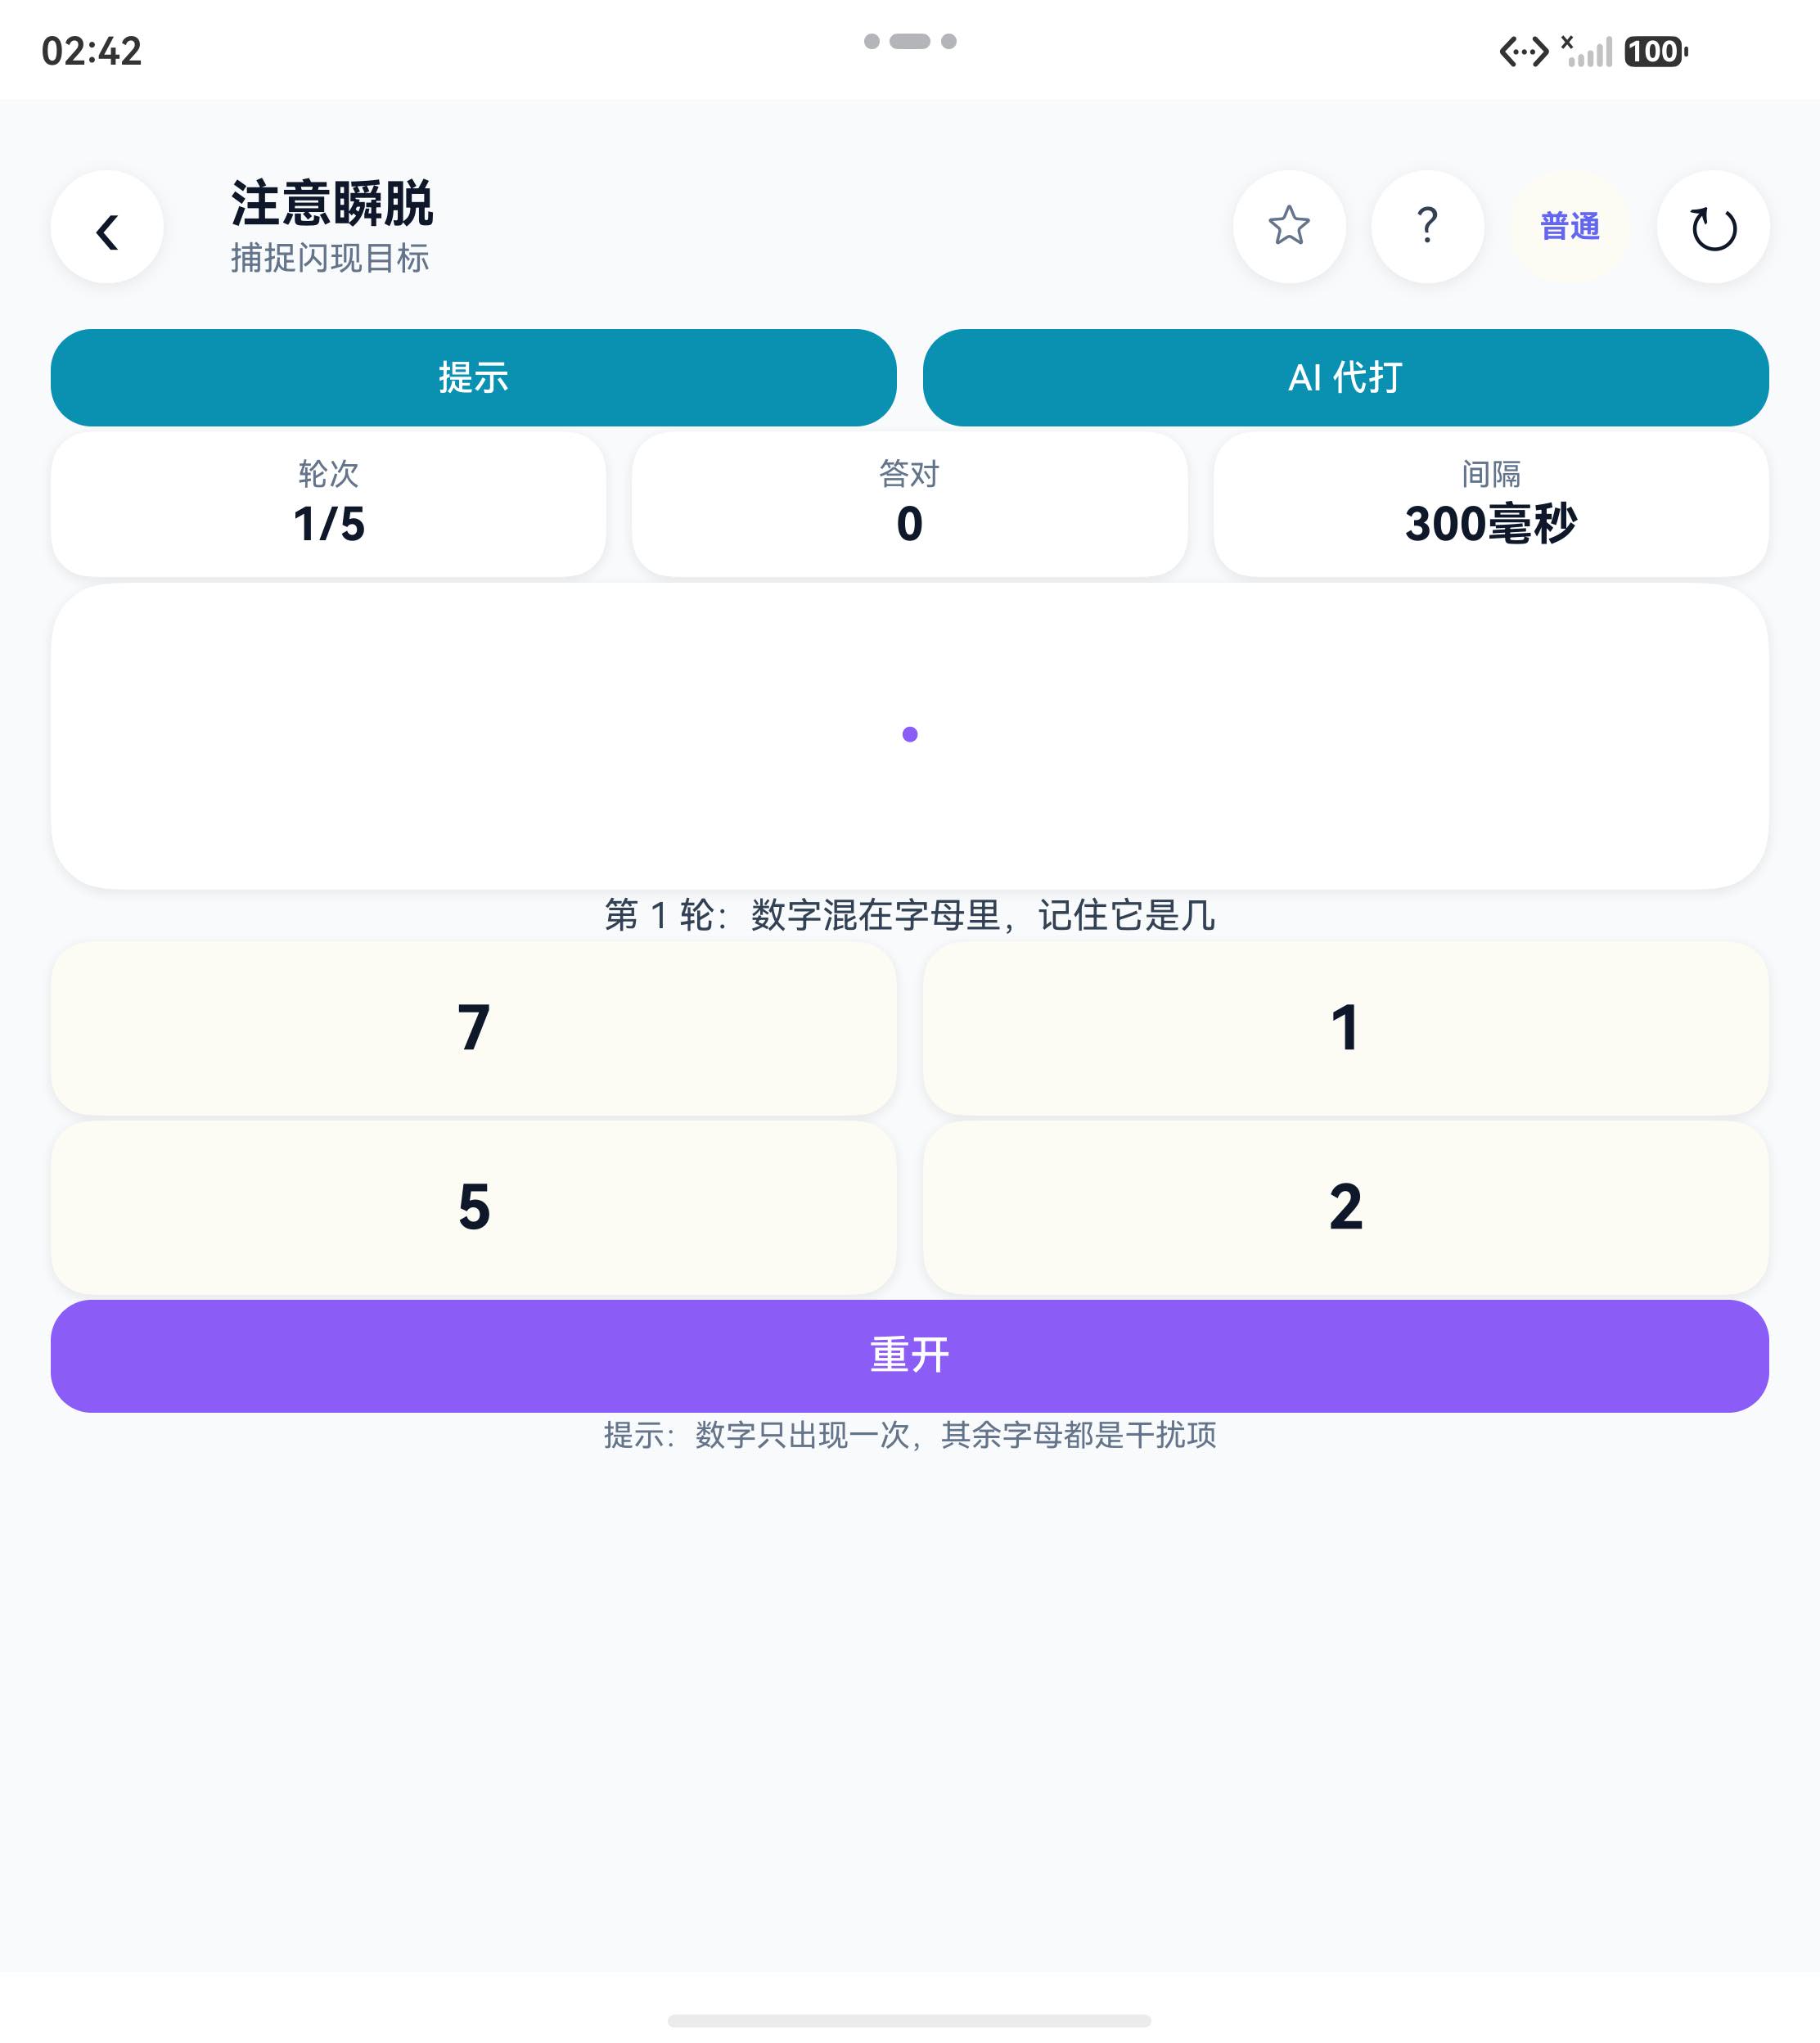 02:42
100
注意瞬脱
捕捉闪现目标
?
普通
提示
AI 代打
轮次
1/5
答对
0
间隔
300毫秒
第 1 轮：数字混在字母里，记住它是几
7
1
5
2
重开
提示：数字只出现一次，其余字母都是干扰项